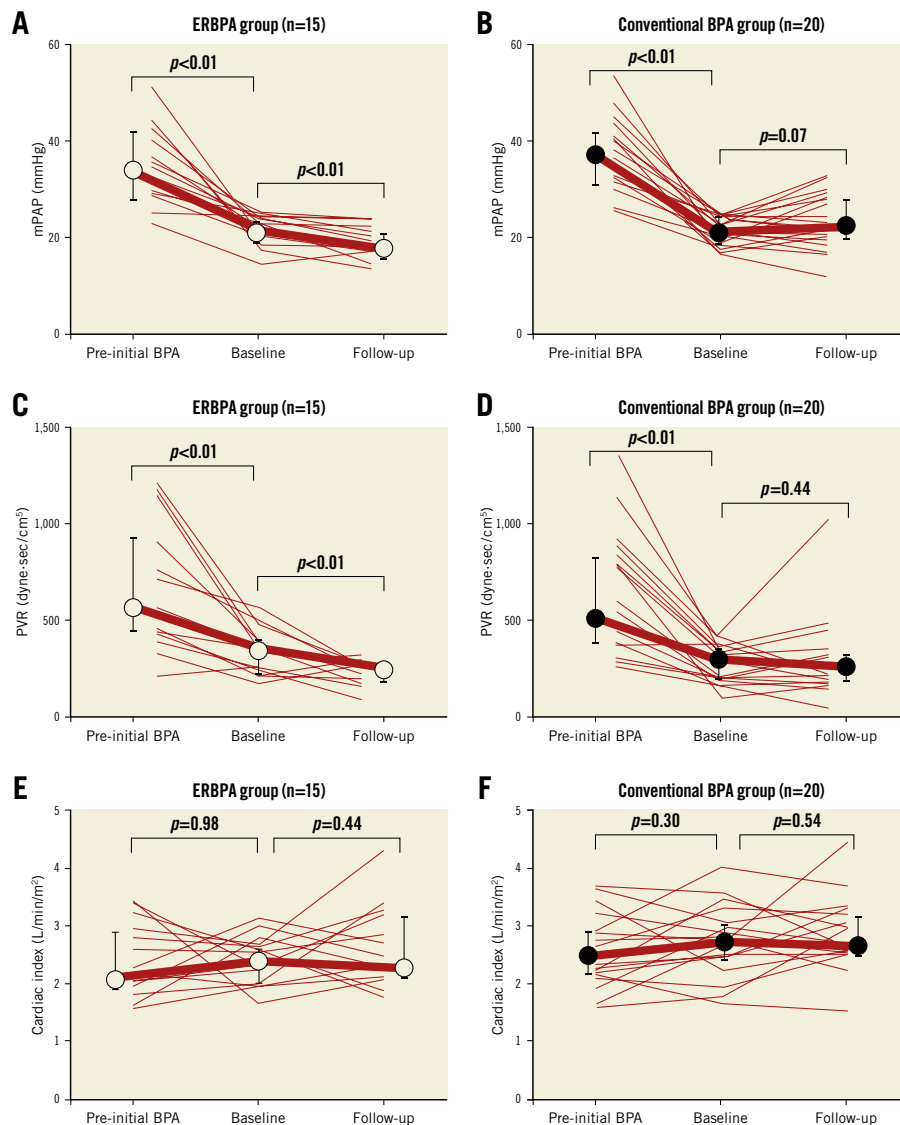 A
ERBPA group (n=15)
mPAP (mmHg)
60
40
20
0
p<0.01
p<0.01
Pre-initial BPA
Baseline
Follow-up
B
Conventional BPA group (n=20)
mPAP (mmHg)
60
40
20
0
p<0.01
p=0.07
Pre-initial BPA
Baseline
Follow-up
C
ERBPA group (n=15)
PVR (dyne·sec/cm⁵)
1,500
1,000
500
0
p<0.01
p<0.01
Pre-initial BPA
Baseline
Follow-up
D
Conventional BPA group (n=20)
PVR (dyne·sec/cm⁵)
1,500
1,000
500
0
p<0.01
p=0.44
Pre-initial BPA
Baseline
Follow-up
E
ERBPA group (n=15)
Cardiac index (L/min/m²)
5
4
3
2
1
0
p=0.98
p=0.44
Pre-initial BPA
Baseline
Follow-up
F
Conventional BPA group (n=20)
Cardiac index (L/min/m²)
5
4
3
2
1
0
p=0.30
p=0.54
Pre-initial BPA
Baseline
Follow-up